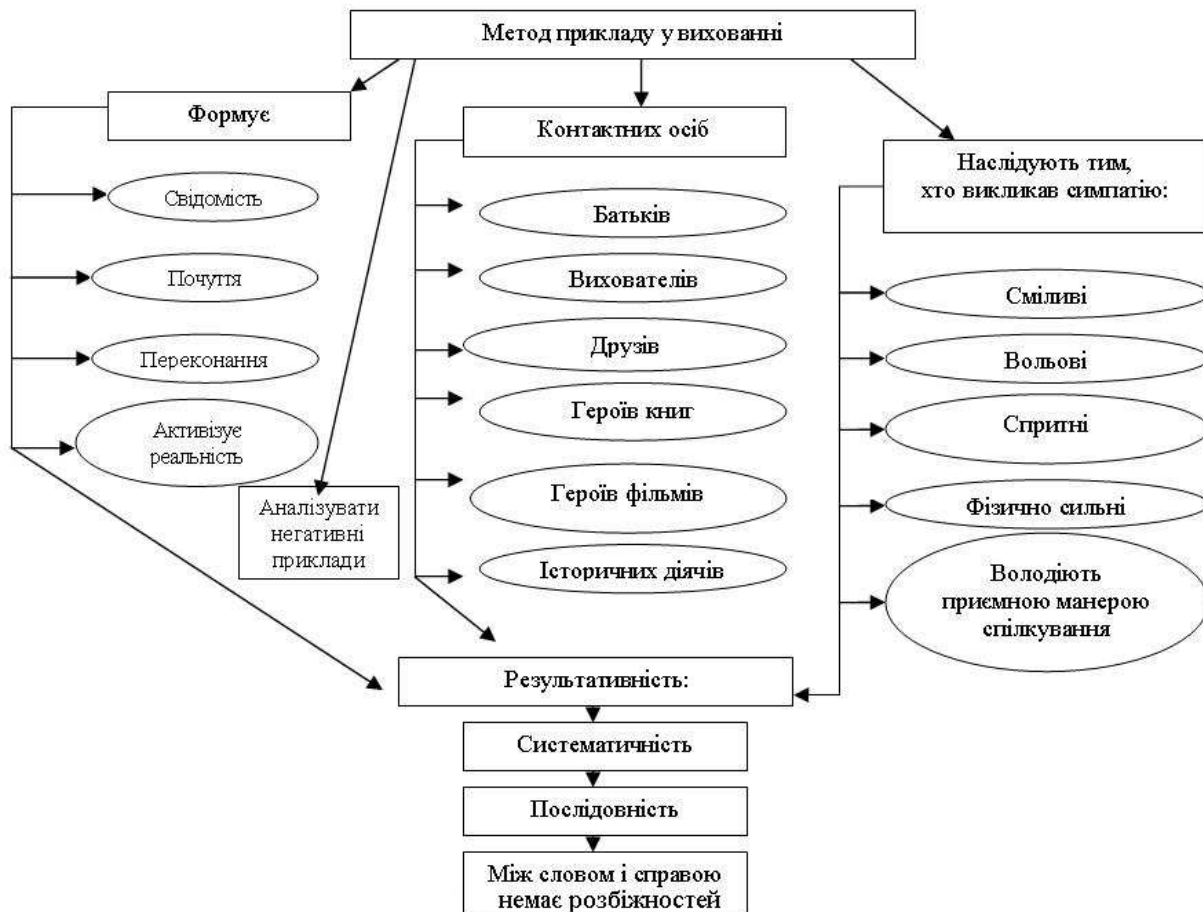 Метод прикладу у вихованні
Формує
Свідомість
Почуття
Переконання
Активізує
реальність
Аналізувати
негативні
приклади
Контактних осіб
Батьків
Вихователів
Друзів
Героїв книг
Героїв фільмів
Історичних діячів
Наслідують тим,
хто викликав симпатію:
Сміливі
Вольові
Спритні
Фізично сильні
Володіють
приємною манерою
спілкування
Результативність:
Систематичність
Послідовність
Між словом і справою
немає розбіжностей